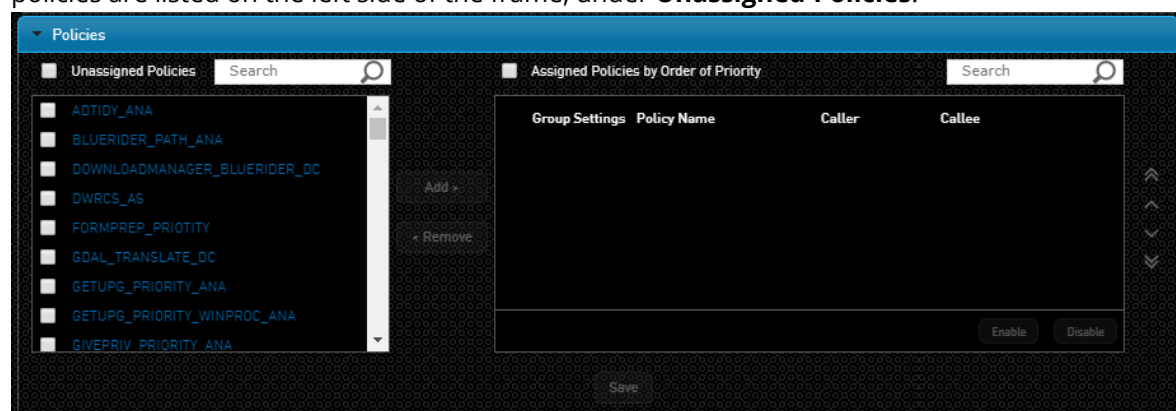 policies are listed on the left side of the frame, under Unassigned Policies.
Policies
Unassigned Policies Search
Assigned Policies by Order of Priority Search
ADTIDY_ANA
BLUERIDER_PATH_ANA
DOWNLOADMANAGER_BLUERIDER_DC
DWRCS_AS
FORMPREP_PRIOTITY
GDAL_TRANSLATE_DC
GETUPG_PRIORITY_ANA
GETUPG_PRIORITY_WINPROC_ANA
GIVEPRIV_PRIORITY_ANA
Add
Remove
Group Settings Policy Name Caller Callee
Enable Disable
Save